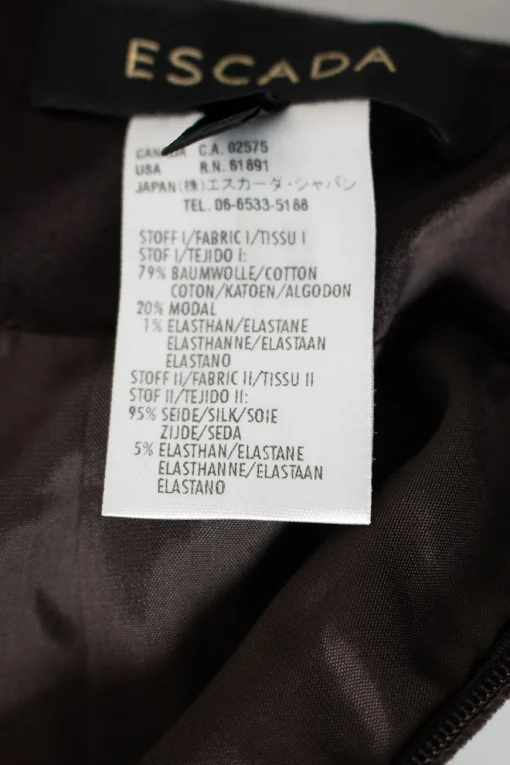 ESCADA
CANADA C.A. 02575
USA R.N. 61891
JAPAN(株)エスカーダ・ジャパン
TEL. 06-6533-5168
STOFF I/FABRIC I/TISSU I
STOF I/TEJIDO I:
79% BAUMWOLLE/COTTON
COTON/KATOEN/ALGODON
20% MODAL
1% ELASTHAN/ELASTANE
ELASTHANNE/ELASTAAN
ELASTANO
STOFF II/FABRIC II/TISSU II
STOF II/TEJIDO II:
95% SEIDE/SILK/SOIE
ZIJDE/SEDA
5% ELASTHAN/ELASTANE
ELASTHANNE/ELASTAAN
ELASTANO